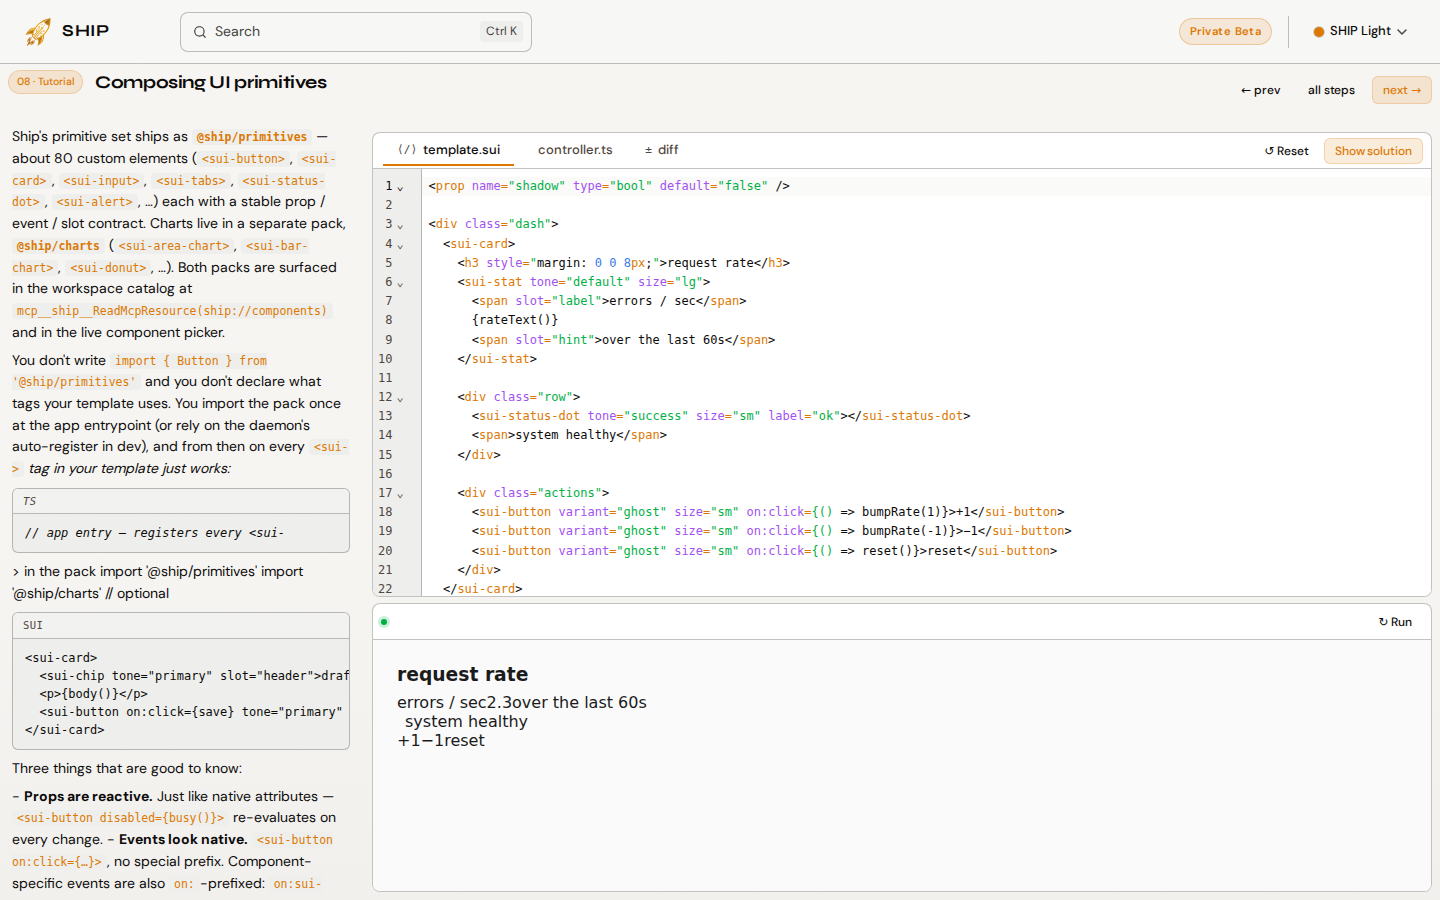 SHIP
Search
Ctrl K
Private Beta
SHIP Light
08 · Tutorial
Composing UI primitives
← prev
all steps
next →
Ship's primitive set ships as @ship/primitives —
about 80 custom elements ( <sui-button> , <sui-
card> , <sui-input> , <sui-tabs> , <sui-status-
dot> , <sui-alert> , …) each with a stable prop /
event / slot contract. Charts live in a separate pack,
@ship/charts ( <sui-area-chart> , <sui-bar-
chart> , <sui-donut> , …). Both packs are surfaced
in the workspace catalog at
mcp__ship__ReadMcpResource(ship://components)
and in the live component picker.
You don't write import { Button } from
'@ship/primitives' and you don't declare what
tags your template uses. You import the pack once
at the app entrypoint (or rely on the daemon's
auto-register in dev), and from then on every <sui-
> tag in your template just works:
TS
// app entry — registers every <sui-
> in the pack import '@ship/primitives' import
'@ship/charts' // optional
SUI
<sui-card>
<sui-chip tone="primary" slot="header">draf
<p>{body()}</p>
<sui-button on:click={save} tone="primary"
</sui-card>
Three things that are good to know:
- Props are reactive. Just like native attributes —
<sui-button disabled={busy()}> re-evaluates on
every change. - Events look native. <sui-button
on:click={…}> , no special prefix. Component-
specific events are also on: -prefixed: on:sui-
⟨/⟩ template.sui
controller.ts
± diff
↺ Reset
Show solution
1 <prop name="shadow" type="bool" default="false" />
2
3 <div class="dash">
4 <sui-card>
5 <h3 style="margin: 0 0 8px;">request rate</h3>
6 <sui-stat tone="default" size="lg">
7 <span slot="label">errors / sec</span>
8 {rateText()}
9 <span slot="hint">over the last 60s</span>
10 </sui-stat>
11
12 <div class="row">
13 <sui-status-dot tone="success" size="sm" label="ok"></sui-status-dot>
14 <span>system healthy</span>
15 </div>
16
17 <div class="actions">
18 <sui-button variant="ghost" size="sm" on:click={() => bumpRate(1)}>+1</sui-button>
19 <sui-button variant="ghost" size="sm" on:click={() => bumpRate(-1)}>−1</sui-button>
20 <sui-button variant="ghost" size="sm" on:click={() => reset()}>reset</sui-button>
21 </div>
22 </sui-card>
↻ Run
request rate
errors / sec2.3over the last 60s
system healthy
+1−1reset